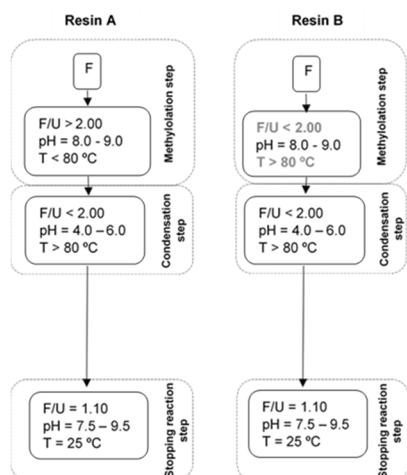 Resin A
F
F/U > 2.00
pH = 8.0 - 9.0
T < 80 ºC
Methylolation step
F/U < 2.00
pH = 4.0 – 6.0
T > 80 ºC
Condensation
step
F/U = 1.10
pH = 7.5 – 9.5
T = 25 ºC
Stopping reaction
step
Resin B
F
F/U < 2.00
pH = 8.0 - 9.0
T > 80 ºC
Methylolation step
F/U < 2.00
pH = 4.0 – 6.0
T > 80 ºC
Condensation
step
F/U = 1.10
pH = 7.5 – 9.5
T = 25 ºC
Stopping reaction
step